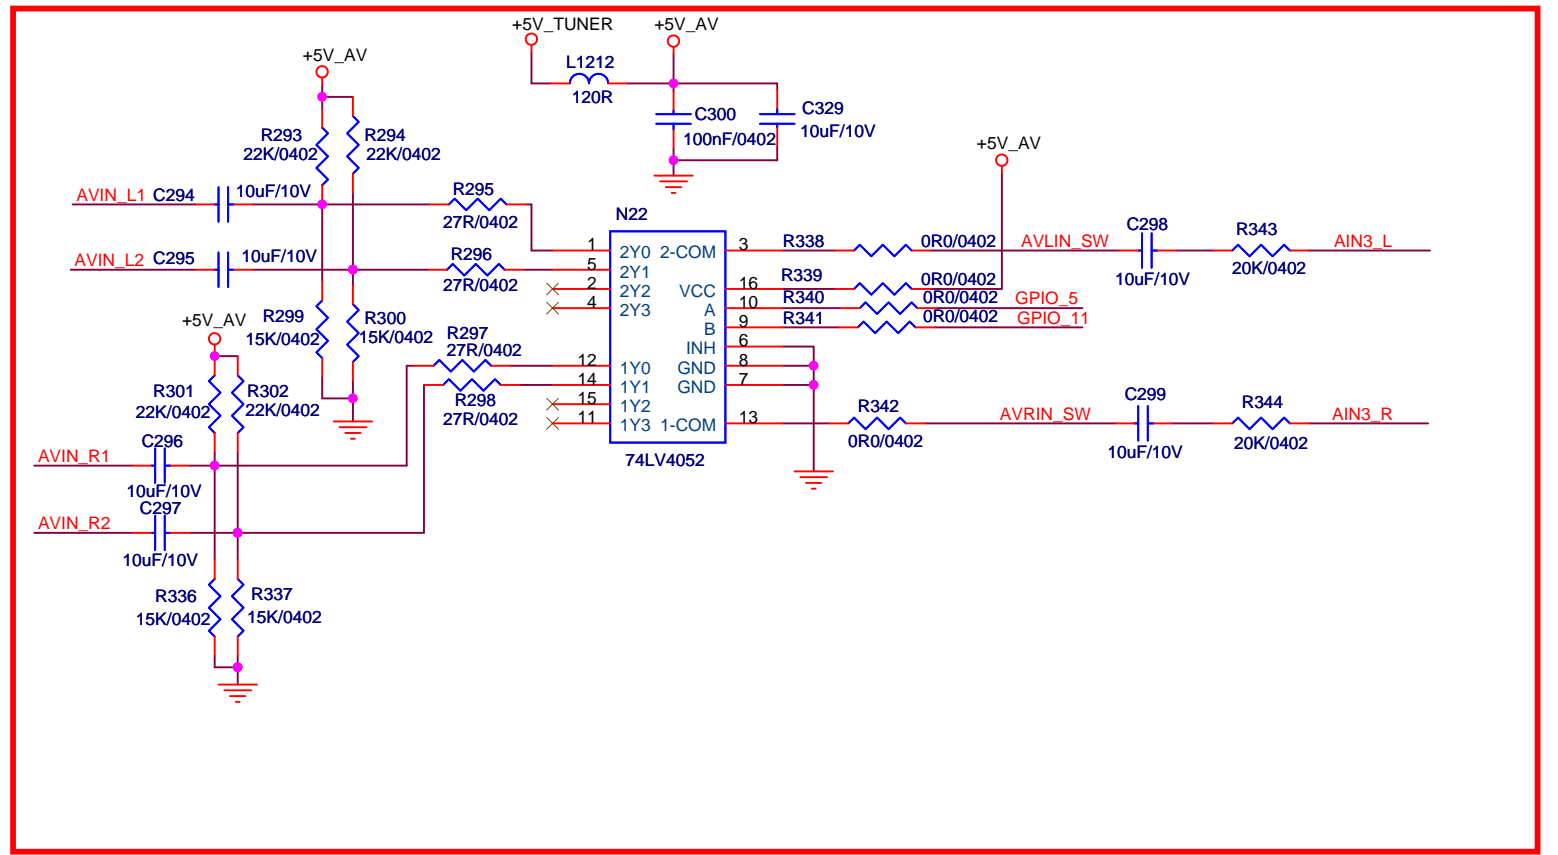 +5V_TUNER
+5V_AV
+5V_AV
L1212
120R
C300
100nF/0402
C329
10uF/10V
R293
22K/0402
R294
22K/0402
+5V_AV
AVIN_L1
C294
10uF/10V
R295
27R/0402
N22
AVIN_L2
C295
10uF/10V
R296
27R/0402
1
5
2
4
12
14
15
11
2Y0
2Y1
2Y2
2Y3
1Y0
1Y1
1Y2
1Y3
2-COM
VCC
A
B
INH
GND
GND
1-COM
3
16
10
9
6
8
7
13
74LV4052
R338
0R0/0402
AVLIN_SW
C298
10uF/10V
R343
20K/0402
AIN3_L
R339
0R0/0402
R340
0R0/0402
GPIO_5
R341
0R0/0402
GPIO_11
R299
15K/0402
R300
15K/0402
R297
27R/0402
R298
27R/0402
+5V_AV
R301
22K/0402
R302
22K/0402
R342
0R0/0402
AVRIN_SW
C299
10uF/10V
R344
20K/0402
AIN3_R
AVIN_R1
C296
10uF/10V
AVIN_R2
C297
10uF/10V
R336
15K/0402
R337
15K/0402